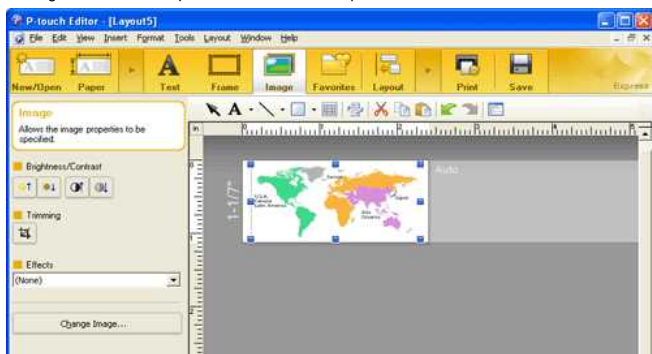 P-touch Editor - [Layout5]
File Edit View Insert Format Tools Layout Window Help
New/Open Paper Text Frame Image Favorites Layout Print Save Express
Image
Allows the image properties to be
specified.
Brightness/Contrast
Trimming
Effects
(None)
Change Image...
in
1-1/7"
Auto
U.S.A.
Canada
Latin America
Europe
Japan
Asia
Oceania